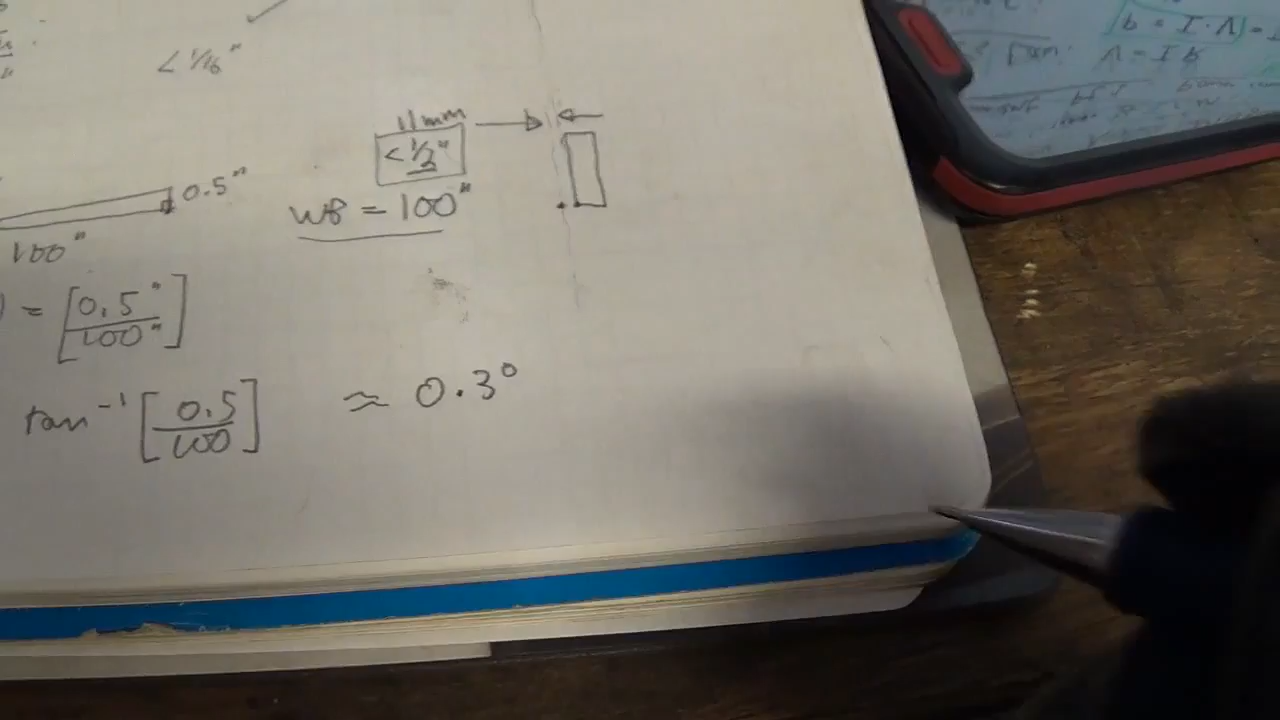 < 1/16"
11mm
< 1/2"
0.5"
WB = 100"
100"
= [0.5" / 100"]
tan⁻¹ [0.5 / 100] ≈ 0.3°
V = I R
P = I · V =